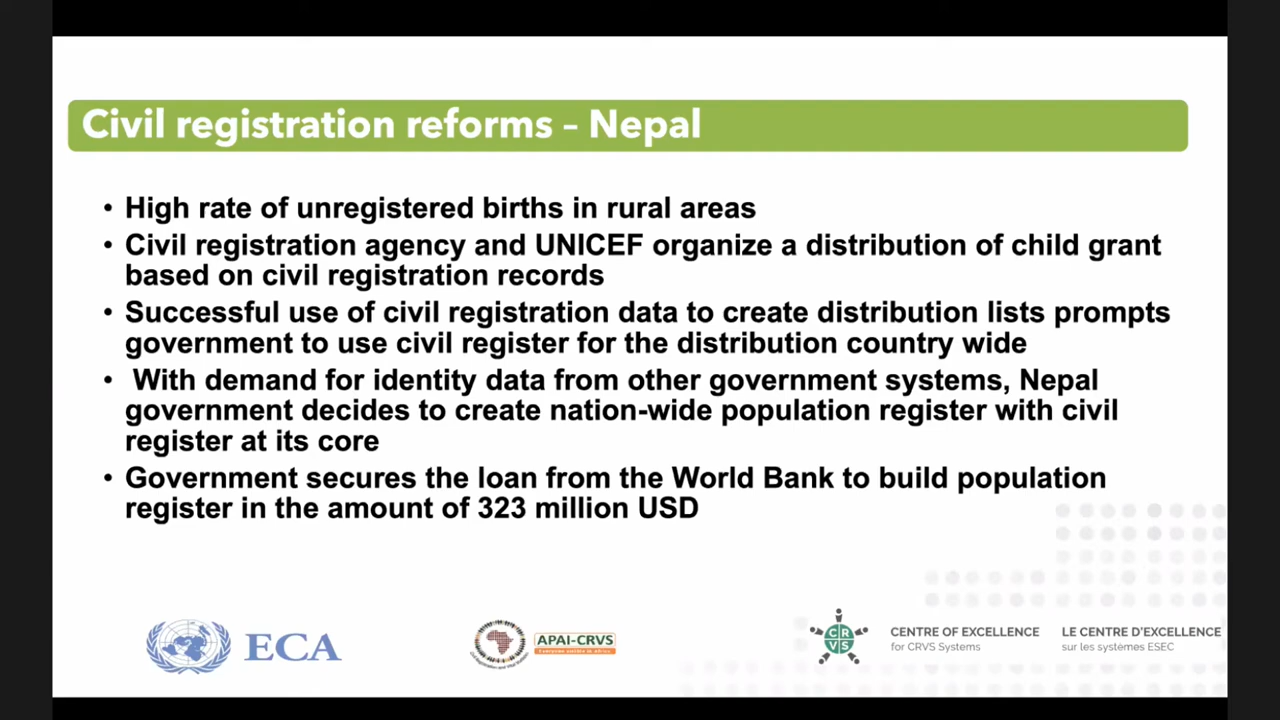 Civil registration reforms – Nepal
• High rate of unregistered births in rural areas
• Civil registration agency and UNICEF organize a distribution of child grant
based on civil registration records
• Successful use of civil registration data to create distribution lists prompts
government to use civil register for the distribution country wide
• With demand for identity data from other government systems, Nepal
government decides to create nation-wide population register with civil
register at its core
• Government secures the loan from the World Bank to build population
register in the amount of 323 million USD
ECA
APAI-CRVS
Everyone visible in Africa
CRVS
CENTRE OF EXCELLENCE
for CRVS Systems
LE CENTRE D'EXCELLENCE
sur les systèmes ESEC